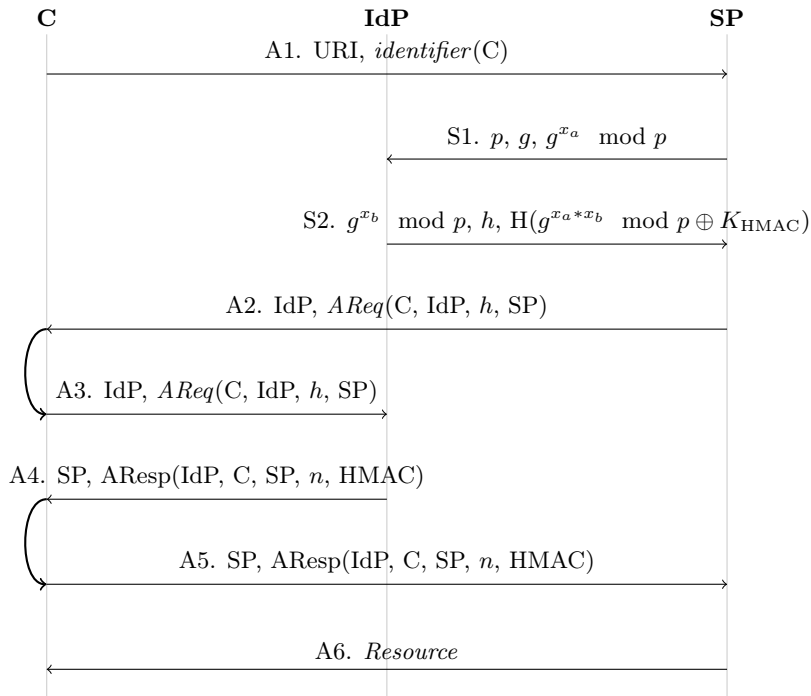 C IdP SP
A1. URI, identifier(C)
S1. p, g, g^{x_a} mod p
S2. g^{x_b} mod p, h, H(g^{x_a*x_b} mod p ⊕ K_{HMAC})
A2. IdP, AReq(C, IdP, h, SP)
A3. IdP, AReq(C, IdP, h, SP)
A4. SP, AResp(IdP, C, SP, n, HMAC)
A5. SP, AResp(IdP, C, SP, n, HMAC)
A6. Resource